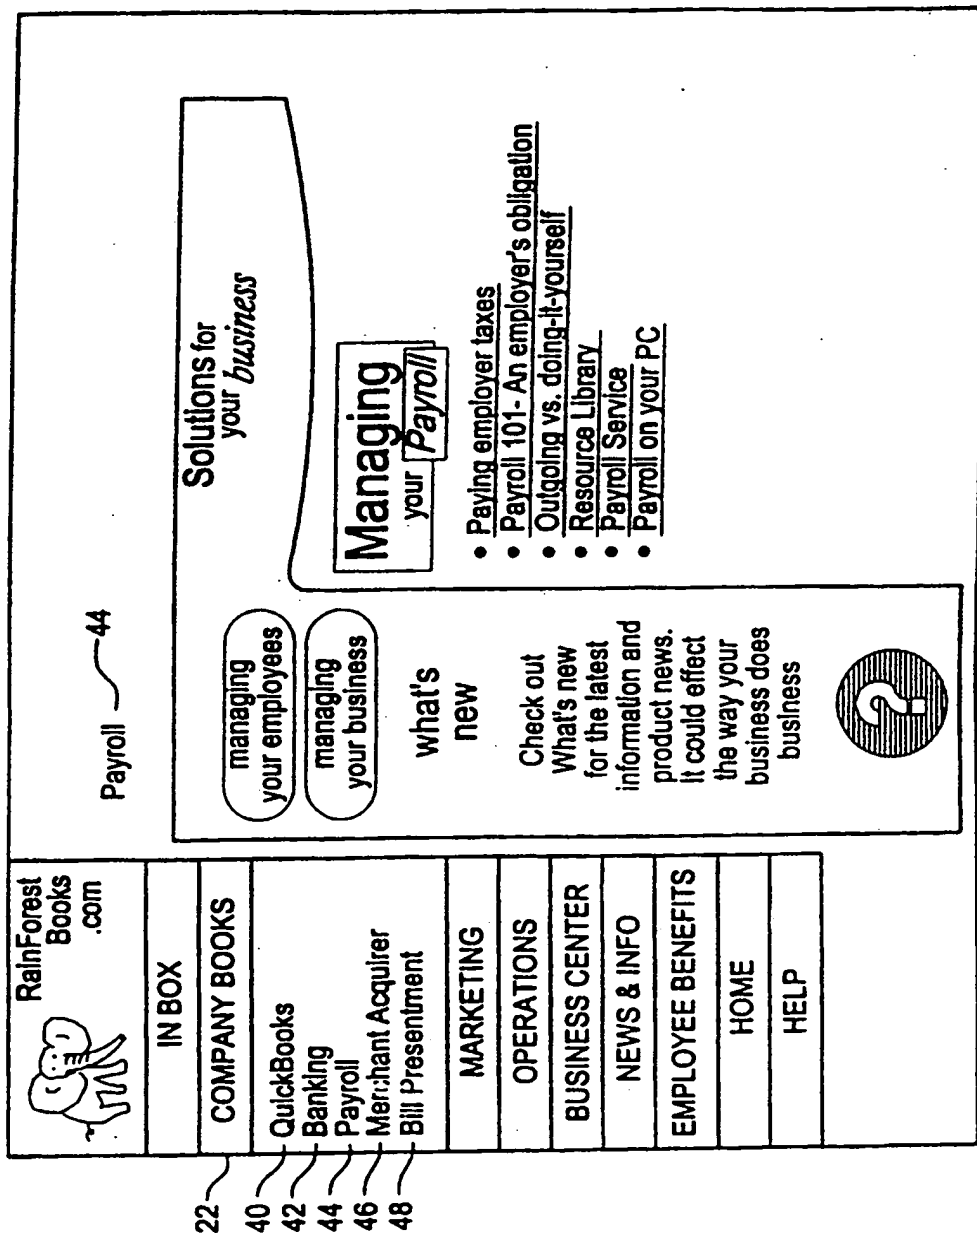 RainForest
Books
.com
IN BOX
22
COMPANY BOOKS
40
QuickBooks
42
Banking
44
Payroll
46
Merchant Acquirer
48
Bill Presentment
MARKETING
OPERATIONS
BUSINESS CENTER
NEWS & INFO
EMPLOYEE BENEFITS
HOME
HELP
Payroll 44
managing
your employees
managing
your business
what's
new
Check out
What's new
for the latest
information and
product news.
It could effect
the way your
business does
business
?
Solutions for
your business
Managing
your Payroll
• Paying employer taxes
• Payroll 101- An employer's obligation
• Outgoing vs. doing-it-yourself
• Resource Library
• Payroll Service
• Payroll on your PC